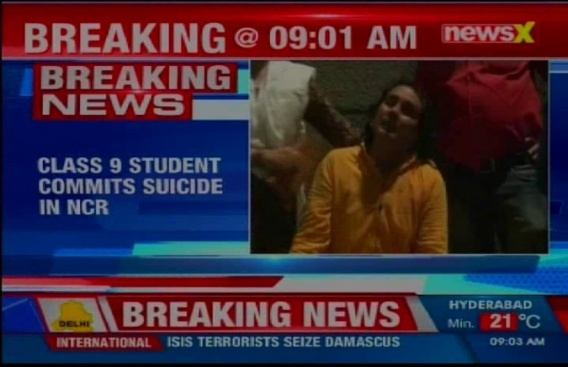 BREAKING @ 09:01 AM
newsX
BREAKING
NEWS
CLASS 9 STUDENT
COMMITS SUICIDE
IN NCR
DELHI
BREAKING NEWS
HYDERABAD
Min. 21 °C
INTERNATIONAL ISIS TERRORISTS SEIZE DAMASCUS
09:03 AM